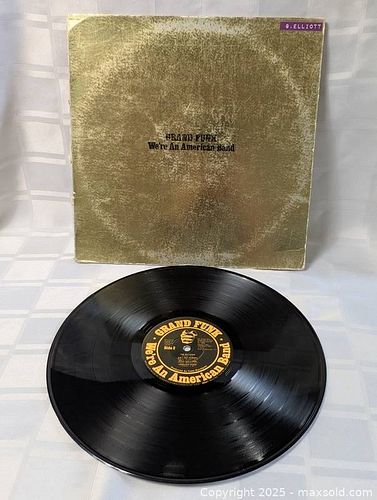 G.ELLIOTT
GRAND FUNK
We're An American Band
GRAND FUNK
Side 2
We're An American Band
Copyright 2025 - maxsold.com